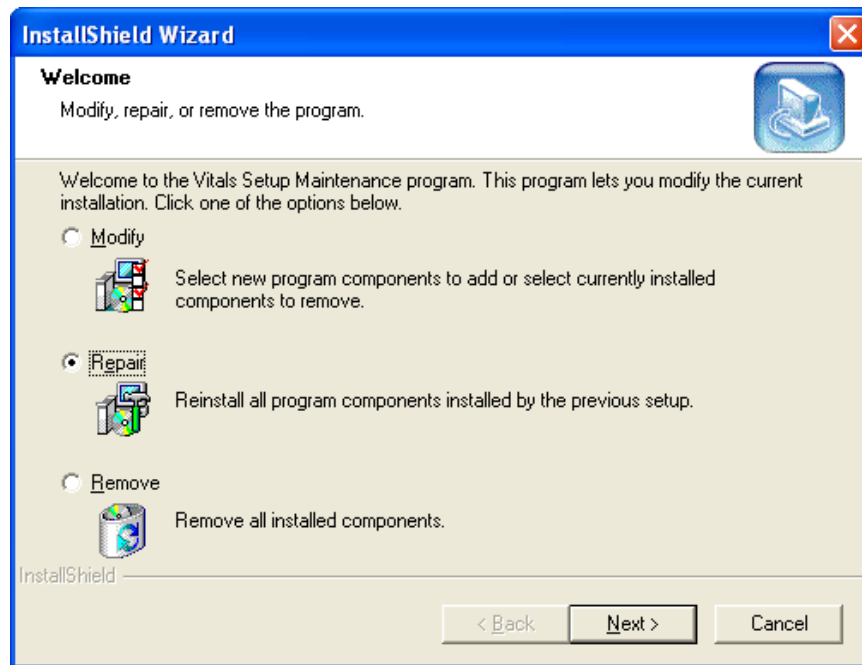 InstallShield Wizard
Welcome
Modify, repair, or remove the program.
Welcome to the Vitals Setup Maintenance program. This program lets you modify the current
installation. Click one of the options below.
Modify
Select new program components to add or select currently installed
components to remove.
Repair
Reinstall all program components installed by the previous setup.
Remove
Remove all installed components.
InstallShield
< Back Next > Cancel